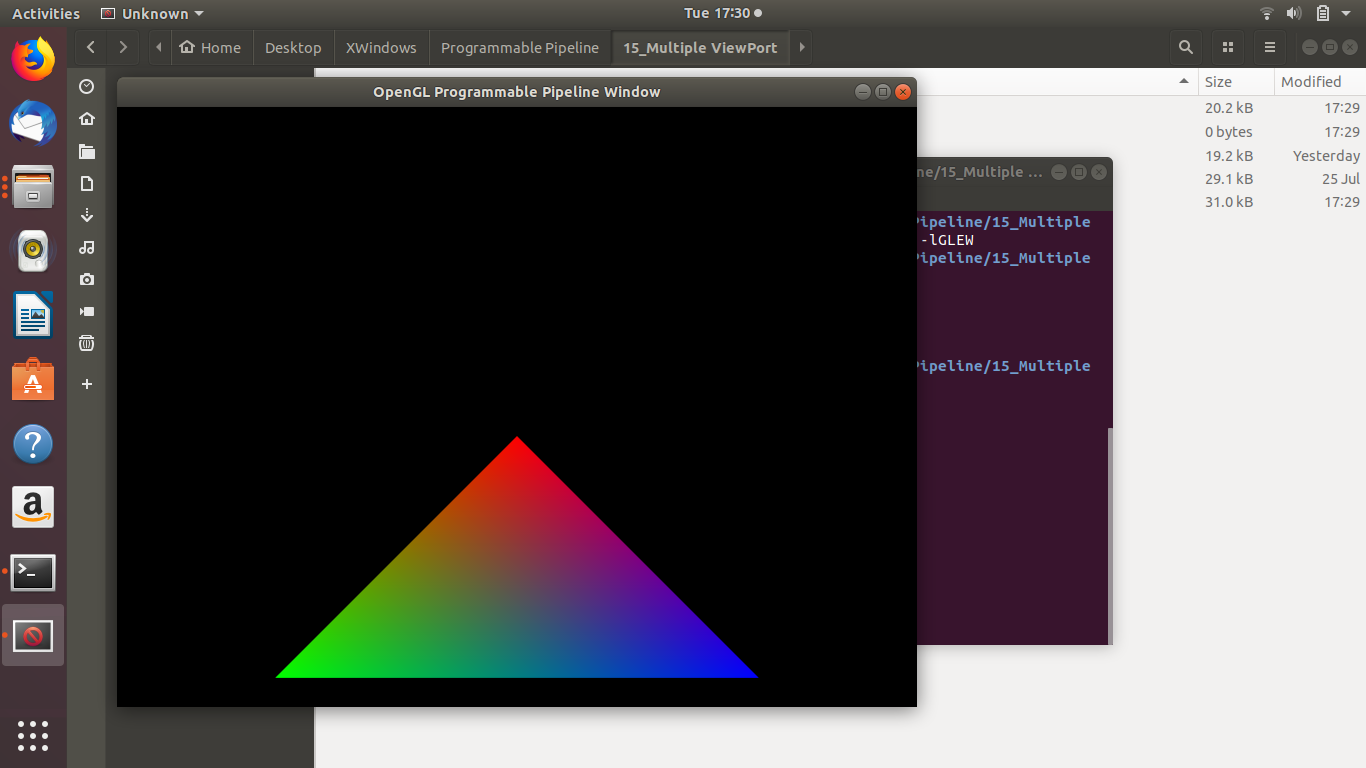 Activities Unknown Tue 17:30
Home Desktop XWindows Programmable Pipeline 15_Multiple ViewPort
Size Modified
OpenGL Programmable Pipeline Window
20.2 kB 17:29
0 bytes 17:29
19.2 kB Yesterday
29.1 kB 25 Jul
31.0 kB 17:29
ne/15_Multiple ...
Pipeline/15_Multiple
-lGLEW
Pipeline/15_Multiple
Pipeline/15_Multiple